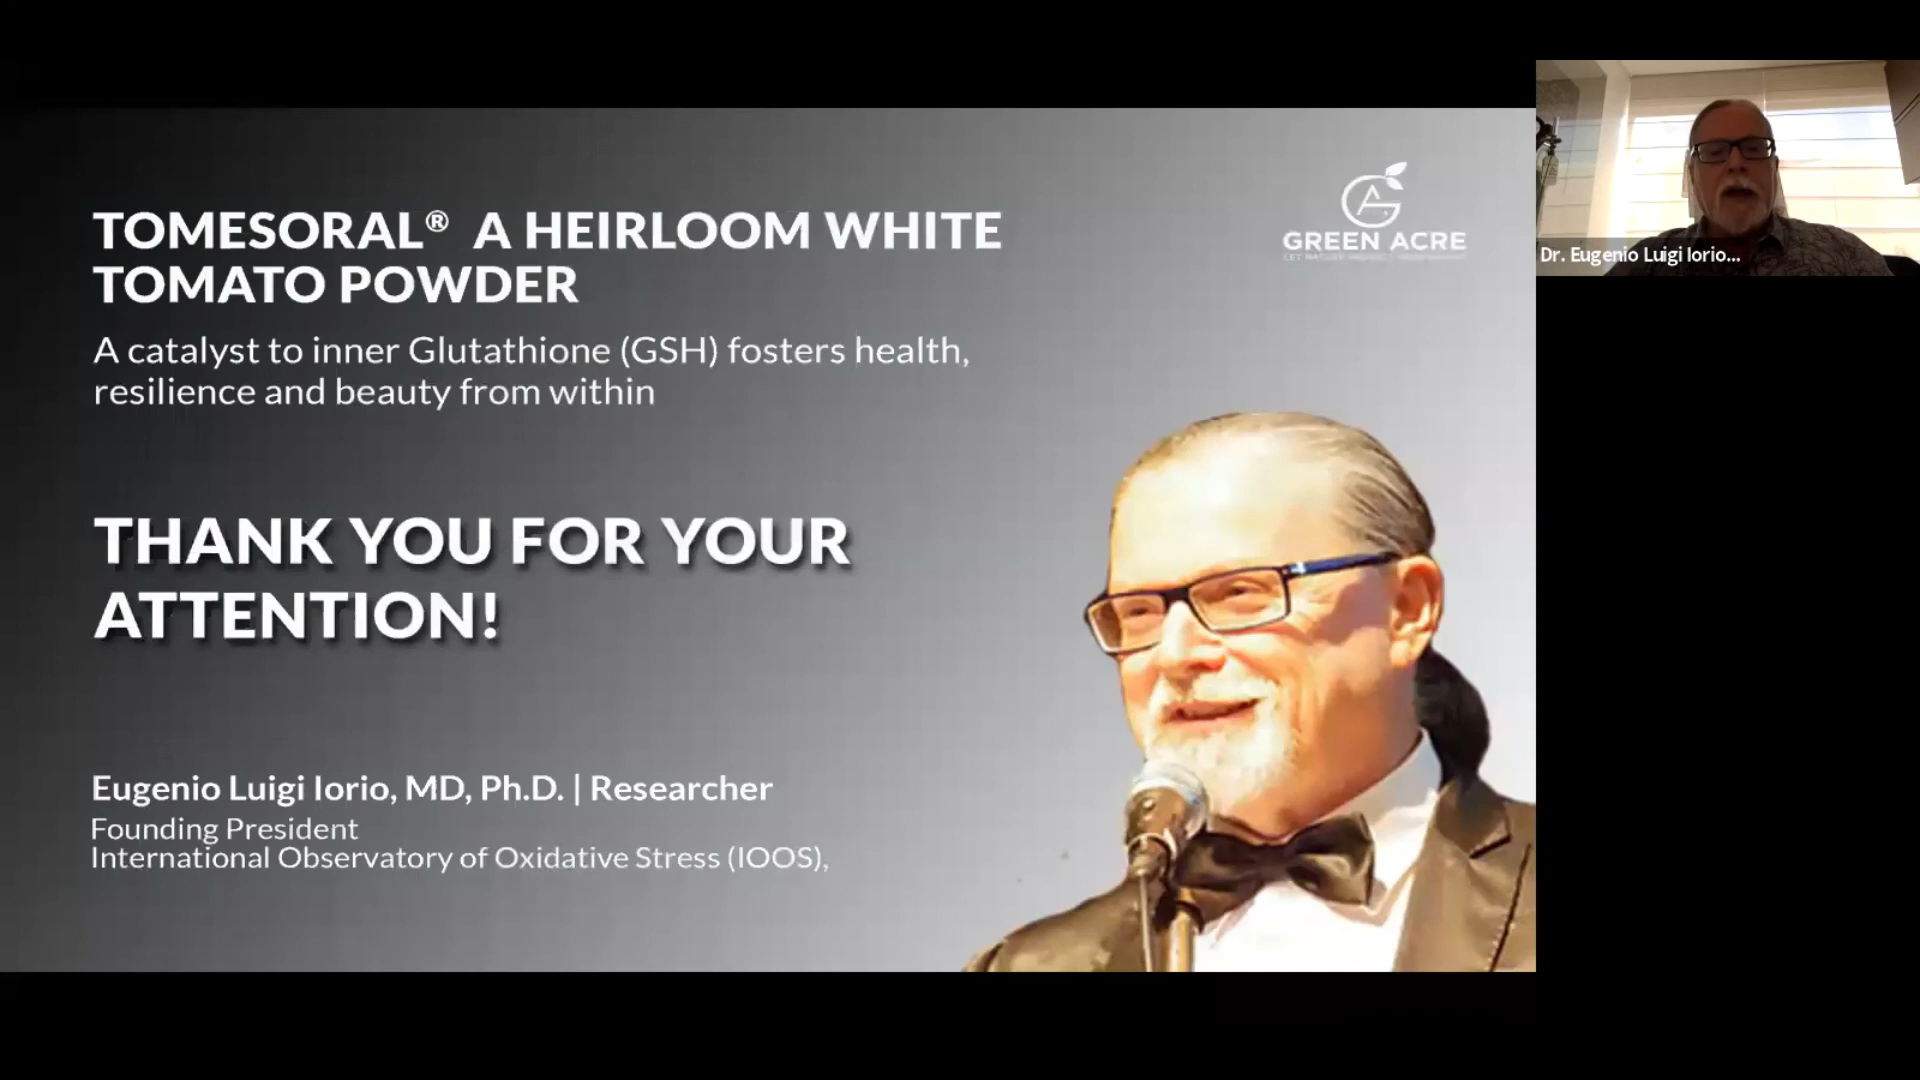 TOMESORAL® A HEIRLOOM WHITE
TOMATO POWDER
A catalyst to inner Glutathione (GSH) fosters health,
resilience and beauty from within
GREEN ACRE
THANK YOU FOR YOUR
ATTENTION!
Eugenio Luigi Iorio, MD, Ph.D. | Researcher
Founding President
International Observatory of Oxidative Stress (IOOS),
Dr. Eugenio Luigi Iorio...